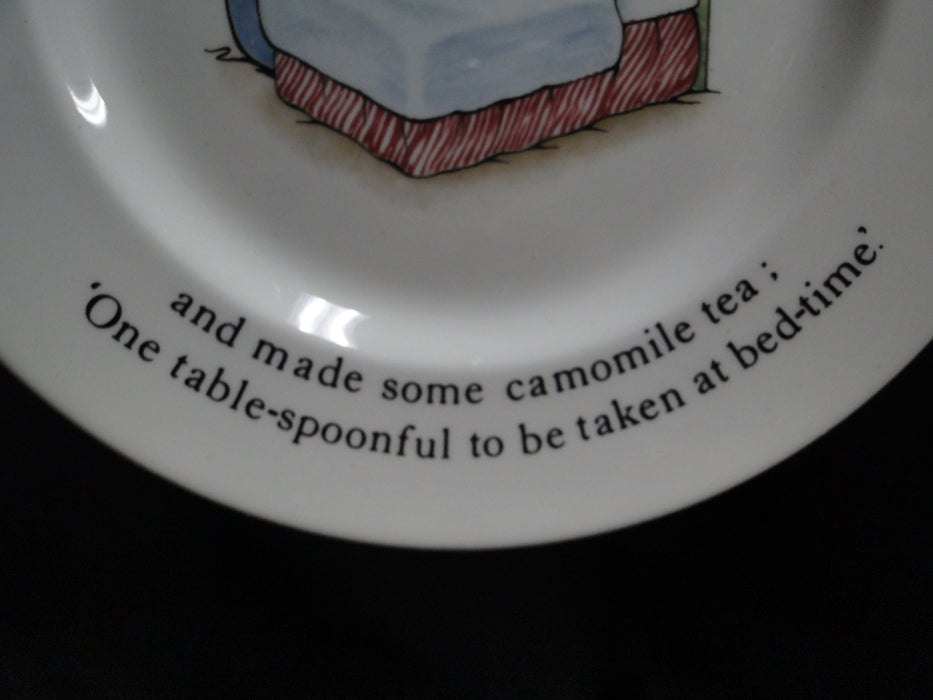 and made some camomile tea;
'One table-spoonful to be taken at bed-time.'